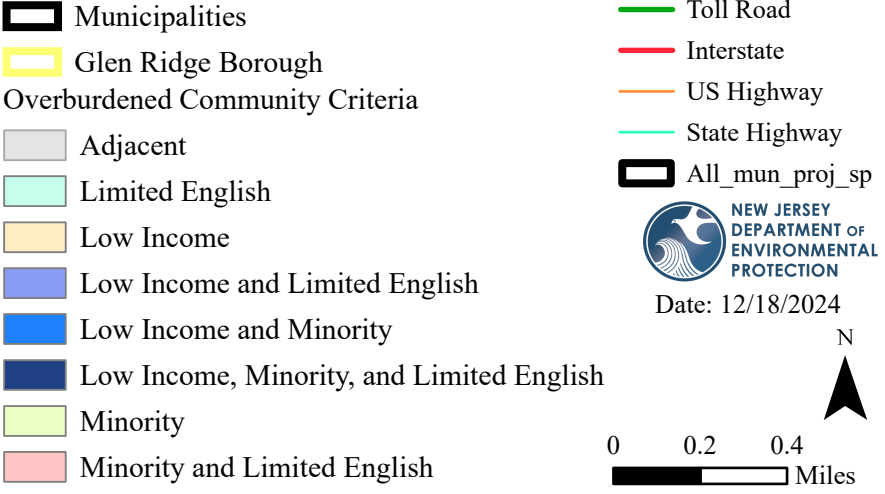 Municipalities
Glen Ridge Borough
Overburdened Community Criteria
Adjacent
Limited English
Low Income
Low Income and Limited English
Low Income and Minority
Low Income, Minority, and Limited English
Minority
Minority and Limited English
Toll Road
Interstate
US Highway
State Highway
All_mun_proj_sp
NEW JERSEY
DEPARTMENT OF
ENVIRONMENTAL
PROTECTION
Date: 12/18/2024
N
0 0.2 0.4
Miles